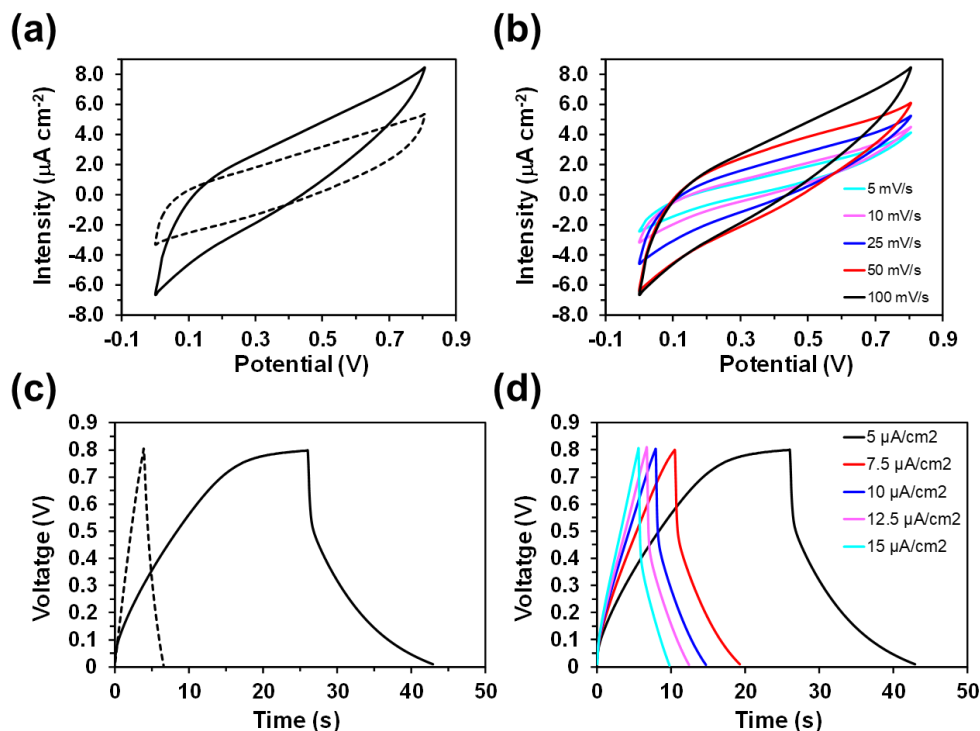 (a)
Intensity (µA cm-2)
8.0
6.0
4.0
2.0
0.0
-2.0
-4.0
-6.0
-8.0
-0.1 0.1 0.3 0.5 0.7 0.9
Potential (V)
(b)
Intensity (µA cm-2)
8.0
6.0
4.0
2.0
0.0
-2.0
-4.0
-6.0
-8.0
5 mV/s
10 mV/s
25 mV/s
50 mV/s
100 mV/s
-0.1 0.1 0.3 0.5 0.7 0.9
Potential (V)
(c)
Voltatge (V)
0.9
0.8
0.7
0.6
0.5
0.4
0.3
0.2
0.1
0
0 10 20 30 40 50
Time (s)
(d)
Voltatge (V)
0.9
0.8
0.7
0.6
0.5
0.4
0.3
0.2
0.1
0
5 µA/cm2
7.5 µA/cm2
10 µA/cm2
12.5 µA/cm2
15 µA/cm2
0 10 20 30 40 50
Time (s)